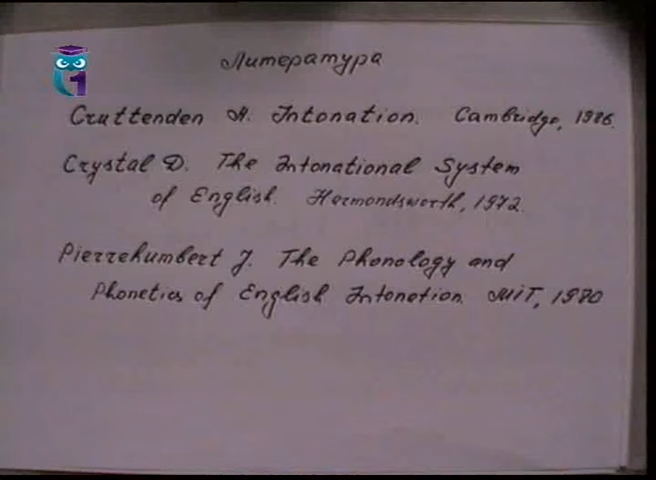 1
Литература
Cruttenden A. Intonation. Cambridge, 1986.
Crystal D. The Intonational System
of English. Harmondsworth, 1972.
Pierrehumbert J. The Phonology and
Phonetics of English Intonation. MIT, 1980